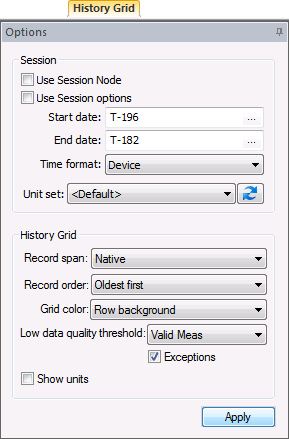 History Grid
Options
Session
Use Session Node
Use Session options
Start date: T-196 ...
End date: T-182 ...
Time format: Device
Unit set: <Default>
History Grid
Record span: Native
Record order: Oldest first
Grid color: Row background
Low data quality threshold: Valid Meas
Exceptions
Show units
Apply